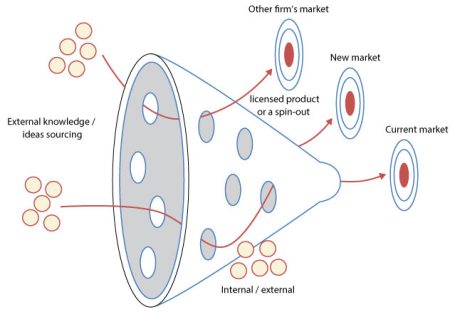 Other firm's market
New market
licensed product
or a spin-out
External knowledge /
ideas sourcing
Current market
Internal / external